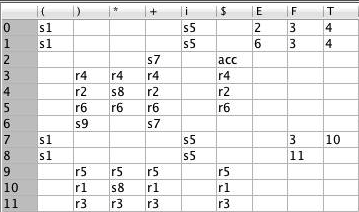 ( ) * + i $ E F T
0 s1 s5 2 3 4
1 s1 s5 6 3 4
2 s7 acc
3 r4 r4 r4 r4
4 r2 s8 r2 r2
5 r6 r6 r6 r6
6 s9 s7
7 s1 s5 3 10
8 s1 s5 11
9 r5 r5 r5 r5
10 r1 s8 r1 r1
11 r3 r3 r3 r3